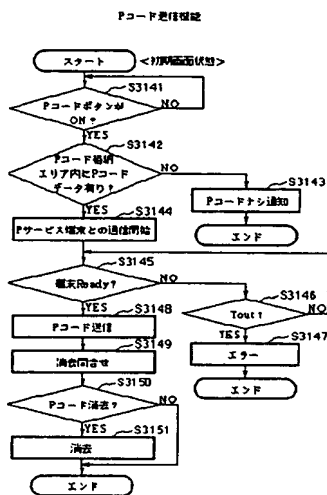 Pコード送信機能
スタート
<初期画面状態>
S3141
PコードボタンがON?
NO
YES
S3142
Pコード格納
エリア内にPコード
データ有り?
NO
YES
S3143
Pコードナシ通知
エンド
S3144
Pサービス端末との通信開始
S3145
端末Ready?
NO
YES
S3146
Tout?
NO
YES
S3147
エラー
エンド
S3148
Pコード送信
S3149
消去問合せ
S3150
Pコード消去?
NO
YES
S3151
消去
エンド